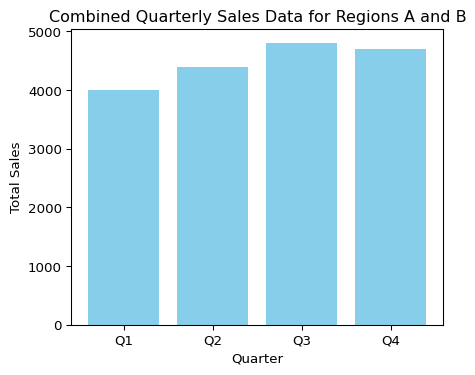 Combined Quarterly Sales Data for Regions A and B
5000
4000
3000
2000
1000
0
Total Sales
Q1 Q2 Q3 Q4
Quarter